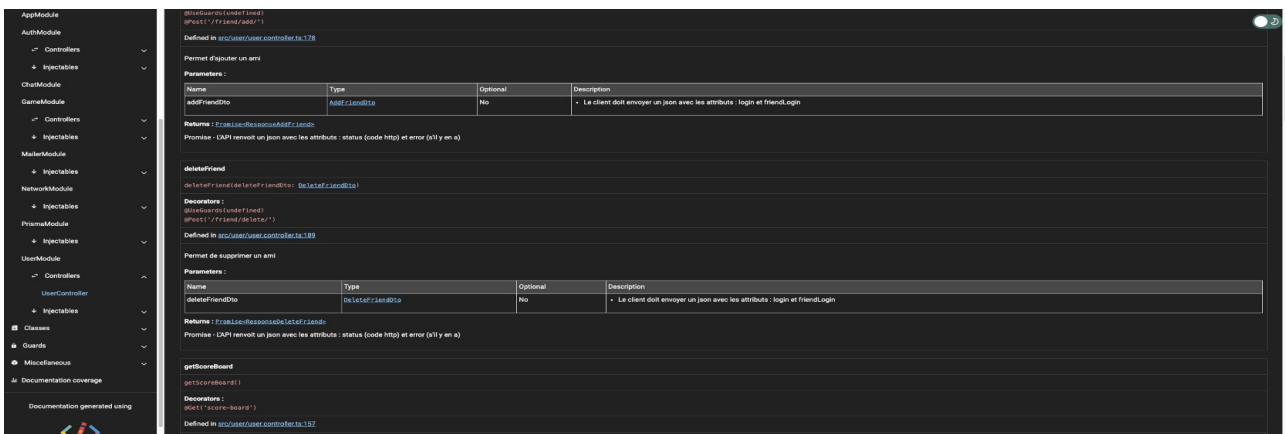 AppModule
AuthModule
Controllers
Injectables
ChatModule
GameModule
Controllers
Injectables
MailerModule
Injectables
NetworkModule
Injectables
PrismaModule
Injectables
UserModule
Controllers
UserController
Injectables
Classes
Guards
Miscellaneous
Documentation coverage
Documentation generated using
@UseGuards(undefined)
@Post('/friend/add/')
Defined in src/user/user.controller.ts:178
Permet d'ajouter un ami
Parameters :
Name Type Optional Description
addFriendDto AddFriendDto No • Le client doit envoyer un json avec les attributs : login et friendLogin
Returns : Promise<ResponseAddFriend>
Promise - L'API renvoit un json avec les attributs : status (code http) et error (s'il y en a)
deleteFriend
deleteFriend(deleteFriendDto: DeleteFriendDto)
Decorators :
@UseGuards(undefined)
@Post('/friend/delete/')
Defined in src/user/user.controller.ts:189
Permet de supprimer un ami
Parameters :
Name Type Optional Description
deleteFriendDto DeleteFriendDto No • Le client doit envoyer un json avec les attributs : login et friendLogin
Returns : Promise<ResponseDeleteFriend>
Promise - L'API renvoit un json avec les attributs : status (code http) et error (s'il y en a)
getScoreBoard
getScoreBoard()
Decorators :
@Get('score-board')
Defined in src/user/user.controller.ts:157